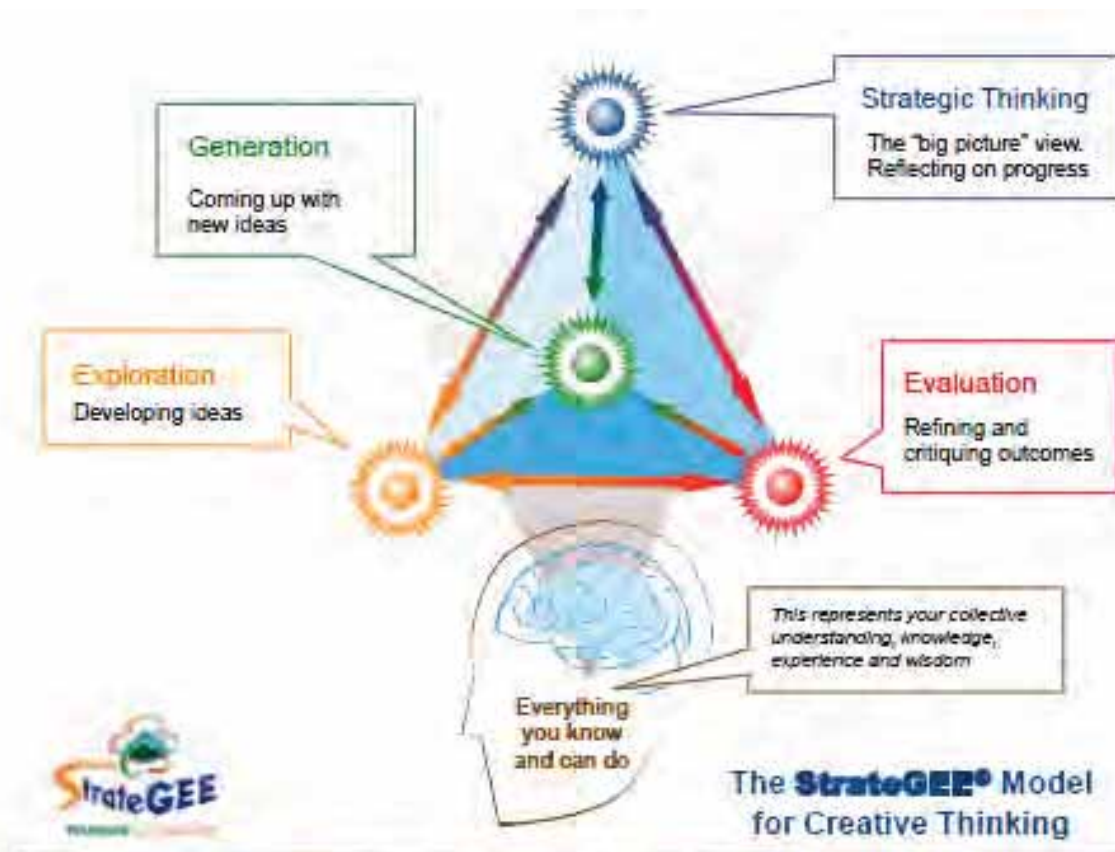 Strategic Thinking
The "big picture" view.
Reflecting on progress
Generation
Coming up with
new ideas
Exploration
Developing ideas
Evaluation
Refining and
critiquing outcomes
This represents your collective
understanding, knowledge,
experience and wisdom
Everything
you know
and can do
StrateGEE
The StrateGEE® Model
for Creative Thinking